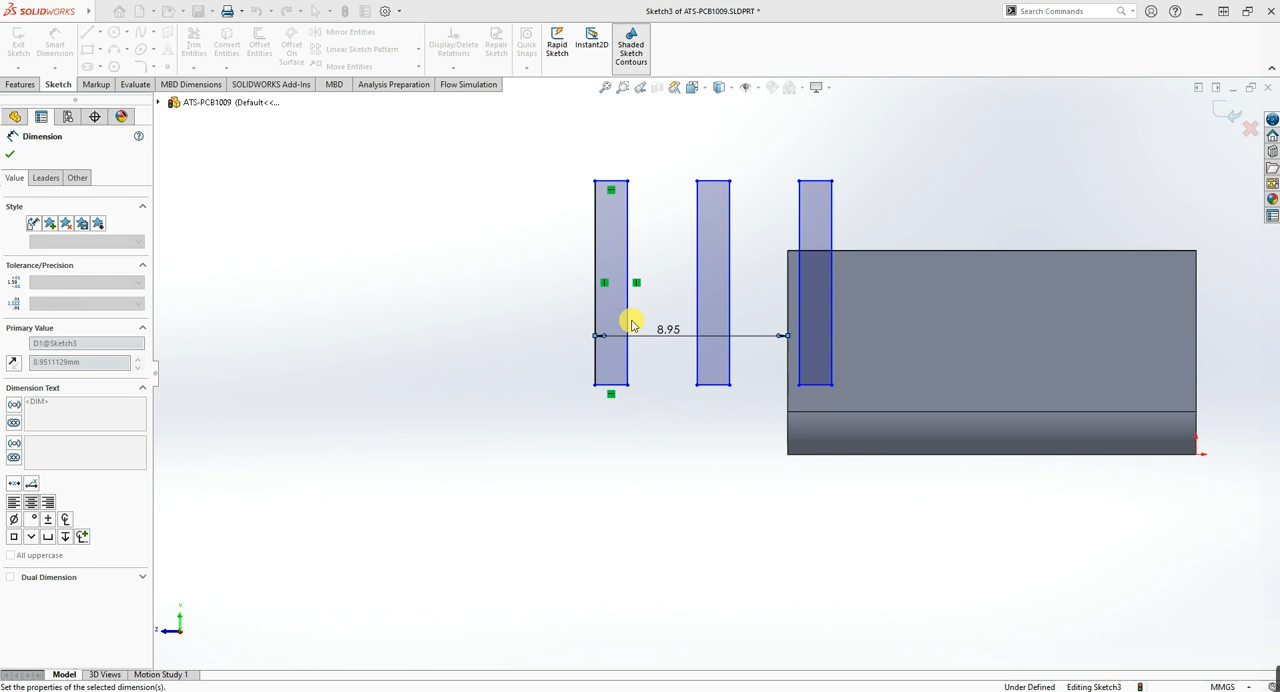 SOLIDWORKS
Sketch3 of ATS-PCB1009.SLDPRT *
Search Commands
Exit Sketch
Smart Dimension
Trim Entities
Convert Entities
Offset Entities
Offset On Surface
Mirror Entities
Linear Sketch Pattern
Move Entities
Display/Delete Relations
Repair Sketch
Quick Snaps
Rapid Sketch
Instant2D
Shaded Sketch Contours
Features Sketch Markup Evaluate MBD Dimensions SOLIDWORKS Add-Ins MBD Analysis Preparation Flow Simulation
ATS-PCB1009 (Default<<...
Dimension
Value Leaders Other
Style
Tolerance/Precision
Primary Value
D1@Sketch3
8.9511129mm
Dimension Text
<DIM>
All uppercase
Dual Dimension
8.95
Y
Z
Model 3D Views Motion Study 1
Set the properties of the selected dimension(s).
Under Defined Editing Sketch3 MMGS